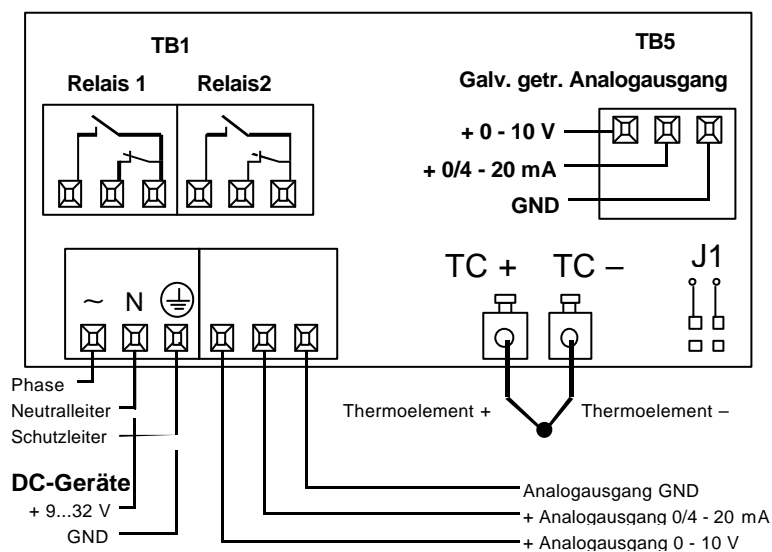 TB1
TB5
Relais 1
Relais2
Galv. getr. Analogausgang
+ 0 - 10 V
+ 0/4 - 20 mA
GND
TC +
TC –
J1
~
N
Phase
Neutralleiter
Schutzleiter
Thermoelement +
Thermoelement –
DC-Geräte
+ 9...32 V
GND
Analogausgang GND
+ Analogausgang 0/4 - 20 mA
+ Analogausgang 0 - 10 V